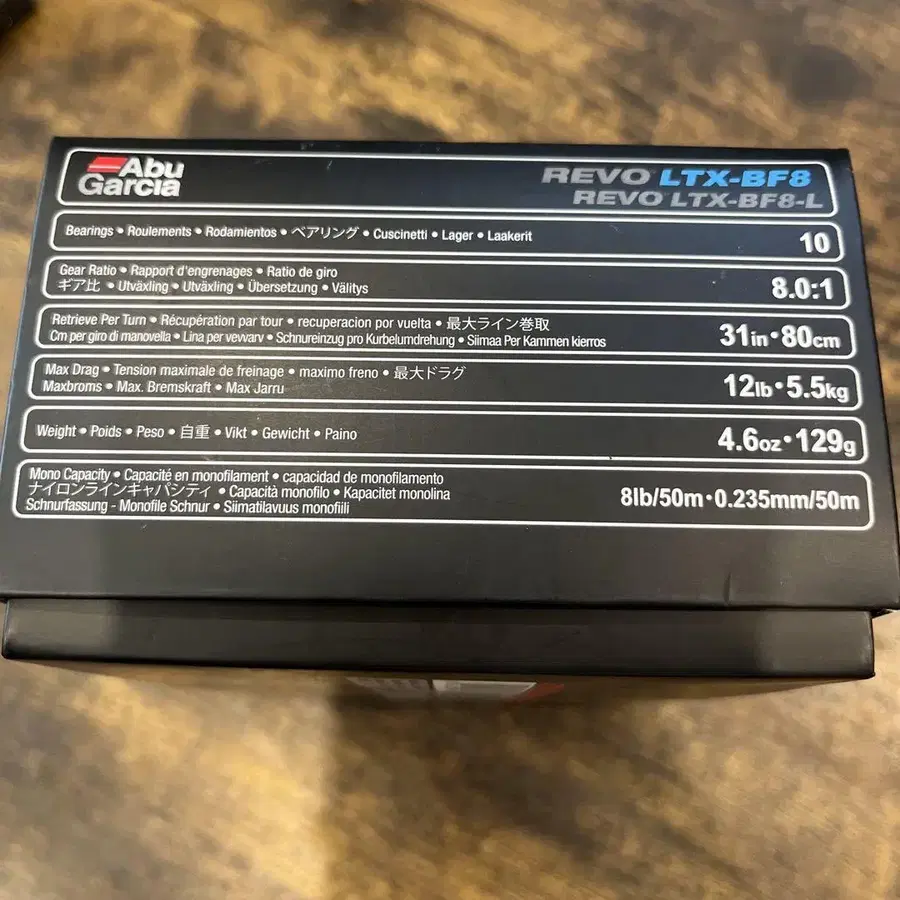 Abu
Garcia
REVO LTX-BF8
REVO LTX-BF8-L
Bearings • Roulements • Rodamientos • ベアリング • Cuscinetti • Lager • Laakerit
10
Gear Ratio • Rapport d'engrenages • Ratio de giro
ギア比 • Utväxling • Utväxling • Übersetzung • Välitys
8.0:1
Retrieve Per Turn • Récupération par tour • recuperacion por vuelta • 最大ライン巻取
Cm per giro di manovella • Lina per vevvarv • Schnureinzug pro Kurbelumdrehung • Siimaa Per Kammen kierros
31in•80cm
Max Drag • Tension maximale de freinage • maximo freno • 最大ドラグ
Maxbroms • Max. Bremskraft • Max Jarru
12lb•5.5kg
Weight • Poids • Peso • 自重 • Vikt • Gewicht • Paino
4.6oz•129g
Mono Capacity • Capacité en monofilament • capacidad de monofilamento
ナイロンラインキャパシティ • Capacità monofilo • Kapacitet monolina
Schnurfassung - Monofile Schnur • Siimatilavuus monofiili
8lb/50m•0.235mm/50m